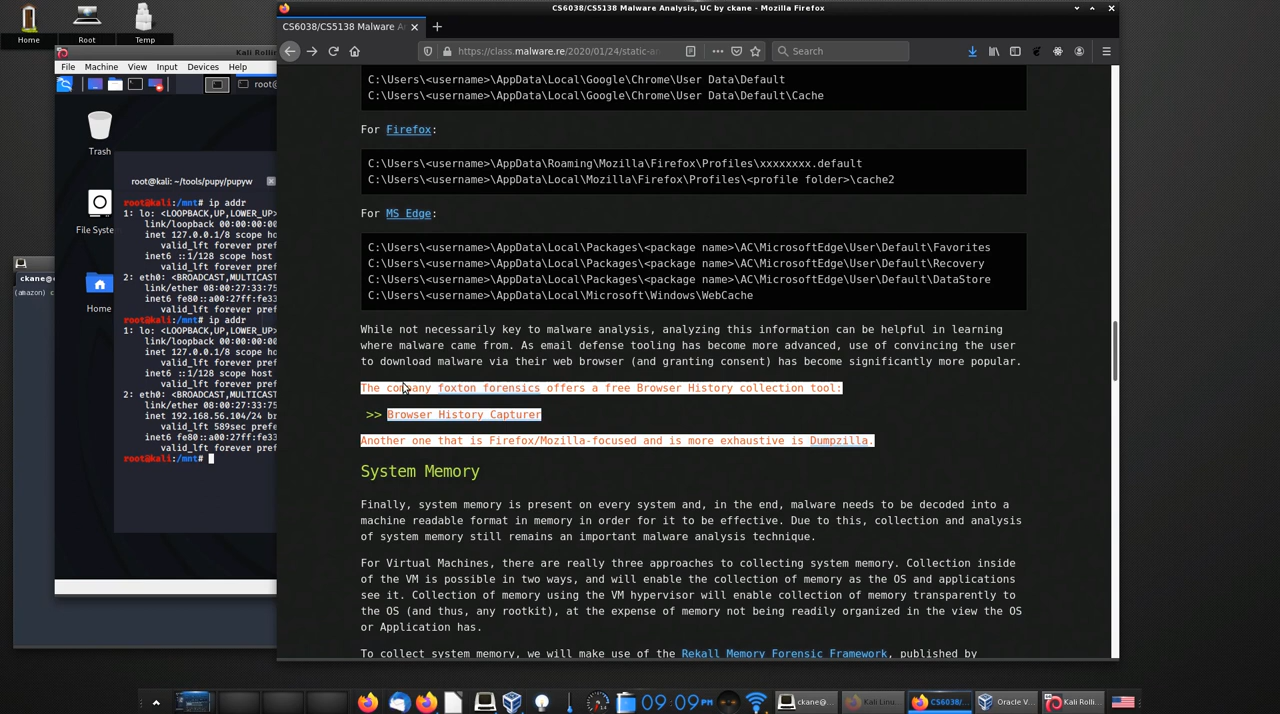 CS6038/CS5138 Malware Analysis, UC by ckane - Mozilla Firefox
Home
Root
Temp
CS6038/CS5138 Malware A
https://class.malware.re/2020/01/24/static-an
Search
Kali Rolli
File Machine View Input Devices Help
root@
Trash
File Syste
Home
ckane@
(amazon) c
root@kali: ~/tools/pupy/pupyw
root@kali:/mnt# ip addr
1: lo: <LOOPBACK,UP,LOWER_UP>
link/loopback 00:00:00:00
inet 127.0.0.1/8 scope ho
valid_lft forever pref
inet6 ::1/128 scope host
valid_lft forever pref
2: eth0: <BROADCAST,MULTICAST
link/ether 08:00:27:33:75
inet6 fe80::a00:27ff:fe33
valid_lft forever pref
root@kali:/mnt# ip addr
1: lo: <LOOPBACK,UP,LOWER_UP>
link/loopback 00:00:00:00
inet 127.0.0.1/8 scope ho
valid_lft forever pref
inet6 ::1/128 scope host
valid_lft forever pref
2: eth0: <BROADCAST,MULTICAST
link/ether 08:00:27:33:75
inet 192.168.56.104/24 br
valid_lft 589sec prefe
inet6 fe80::a00:27ff:fe33
valid_lft forever pref
root@kali:/mnt#
C:\Users\<username>\AppData\Local\Google\Chrome\User Data\Default
C:\Users\<username>\AppData\Local\Google\Chrome\User Data\Default\Cache
For Firefox:
C:\Users\<username>\AppData\Roaming\Mozilla\Firefox\Profiles\xxxxxxxx.default
C:\Users\<username>\AppData\Local\Mozilla\Firefox\Profiles\<profile folder>\cache2
For MS Edge:
C:\Users\<username>\AppData\Local\Packages\<package name>\AC\MicrosoftEdge\User\Default\Favorites
C:\Users\<username>\AppData\Local\Packages\<package name>\AC\MicrosoftEdge\User\Default\Recovery
C:\Users\<username>\AppData\Local\Packages\<package name>\AC\MicrosoftEdge\User\Default\DataStore
C:\Users\<username>\AppData\Local\Microsoft\Windows\WebCache
While not necessarily key to malware analysis, analyzing this information can be helpful in learning
where malware came from. As email defense tooling has become more advanced, use of convincing the user
to download malware via their web browser (and granting consent) has become significantly more popular.
The company foxton forensics offers a free Browser History collection tool:
>> Browser History Capturer
Another one that is Firefox/Mozilla-focused and is more exhaustive is Dumpzilla.
System Memory
Finally, system memory is present on every system and, in the end, malware needs to be decoded into a
machine readable format in memory in order for it to be effective. Due to this, collection and analysis
of system memory still remains an important malware analysis technique.
For Virtual Machines, there are really three approaches to collecting system memory. Collection inside
of the VM is possible in two ways, and will enable the collection of memory as the OS and applications
see it. Collection of memory using the VM hypervisor will enable collection of memory transparently to
the OS (and thus, any rootkit), at the expense of memory not being readily organized in the view the OS
or Application has.
To collect system memory, we will make use of the Rekall Memory Forensic Framework, published by
09:09 PM
ckane@...
Kali Linu...
CS6038/...
Oracle V...
Kali Roll...